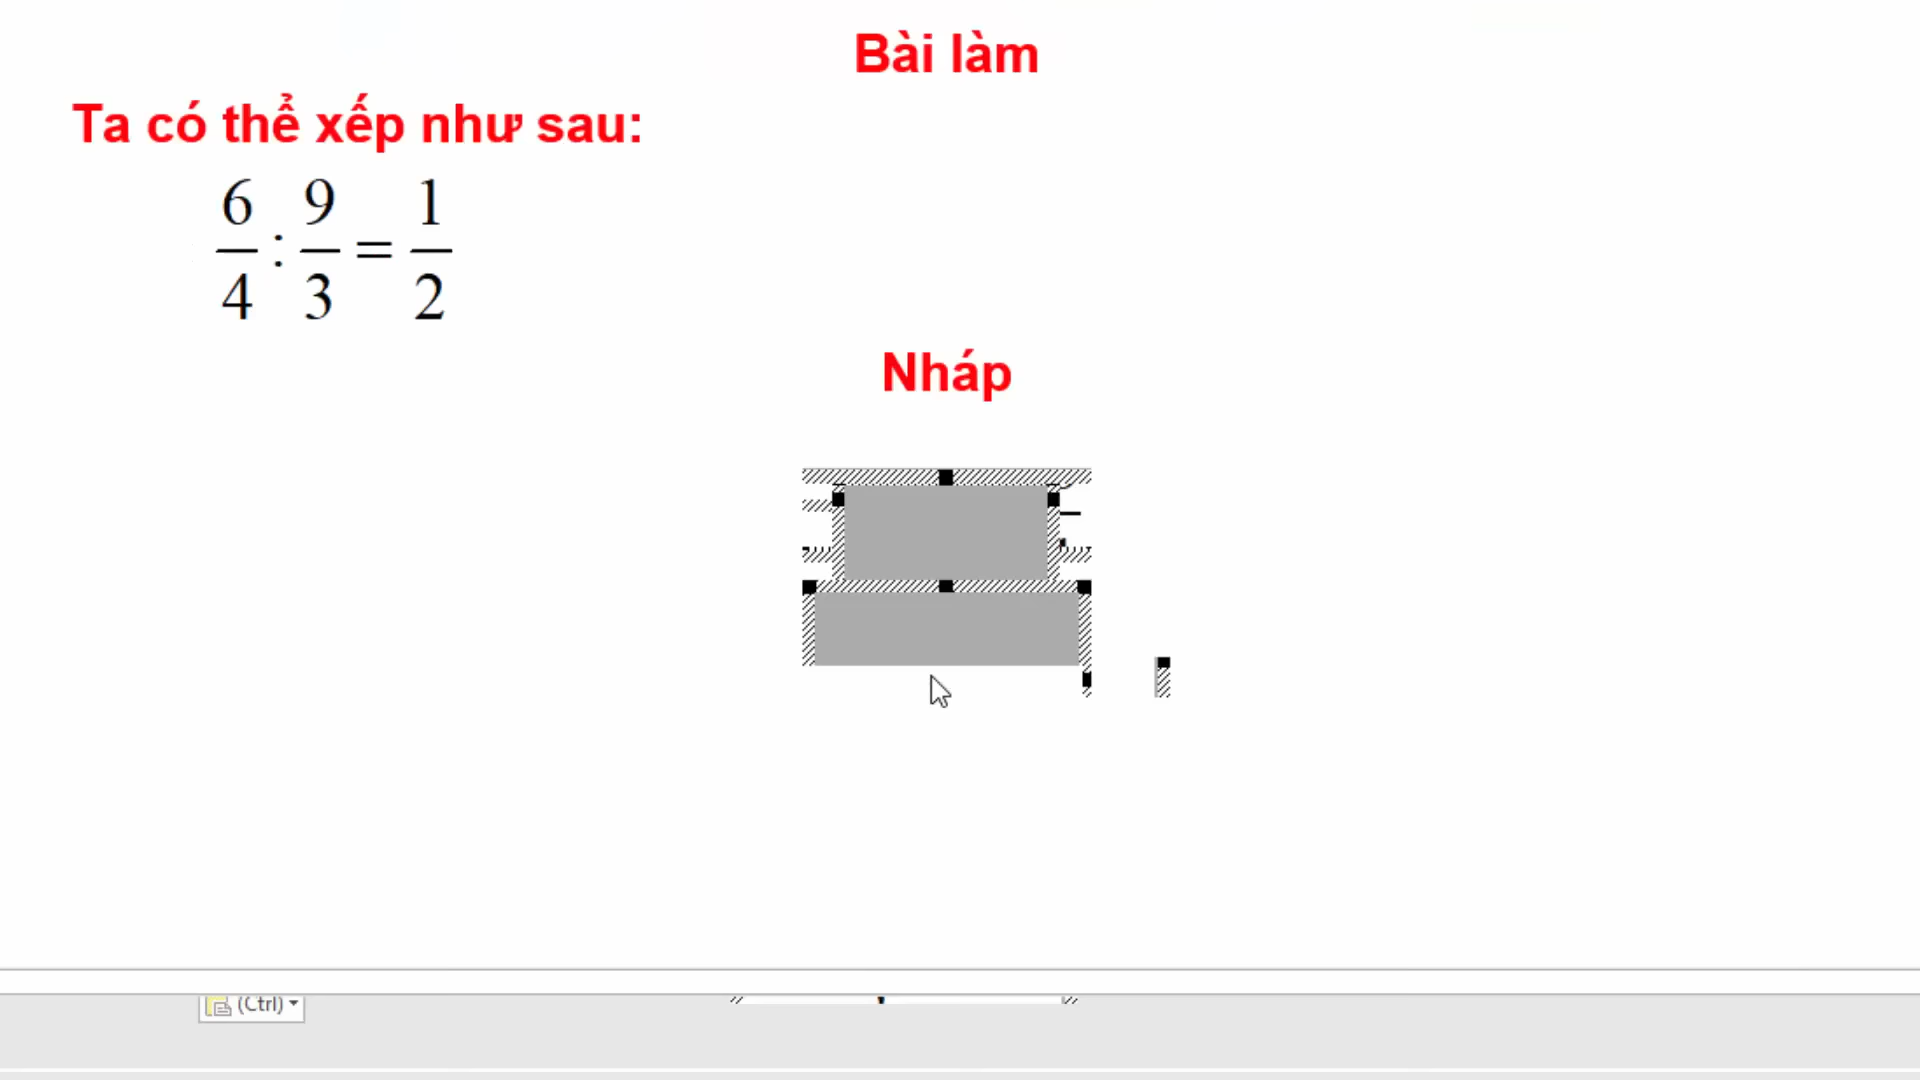 Bài làm
Ta có thể xếp như sau:
6/4 : 9/3 = 1/2
Nháp
(Ctrl)